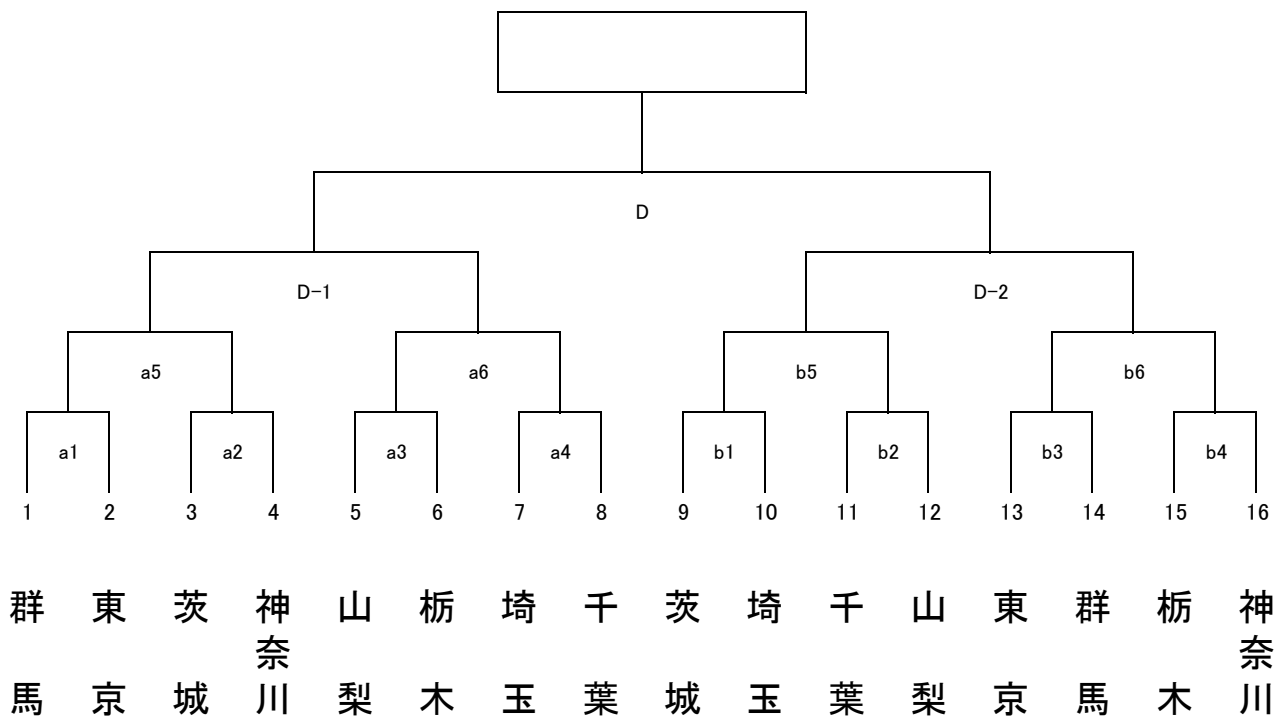 D
D-1 D-2
a5 a6 b5 b6
a1 a2 a3 a4 b1 b2 b3 b4
1 2 3 4 5 6 7 8 9 10 11 12 13 14 15 16
群馬 東京 茨城 神奈川 山梨 栃木 埼玉 千葉 茨城 埼玉 千葉 山梨 東京 群馬 栃木 神奈川